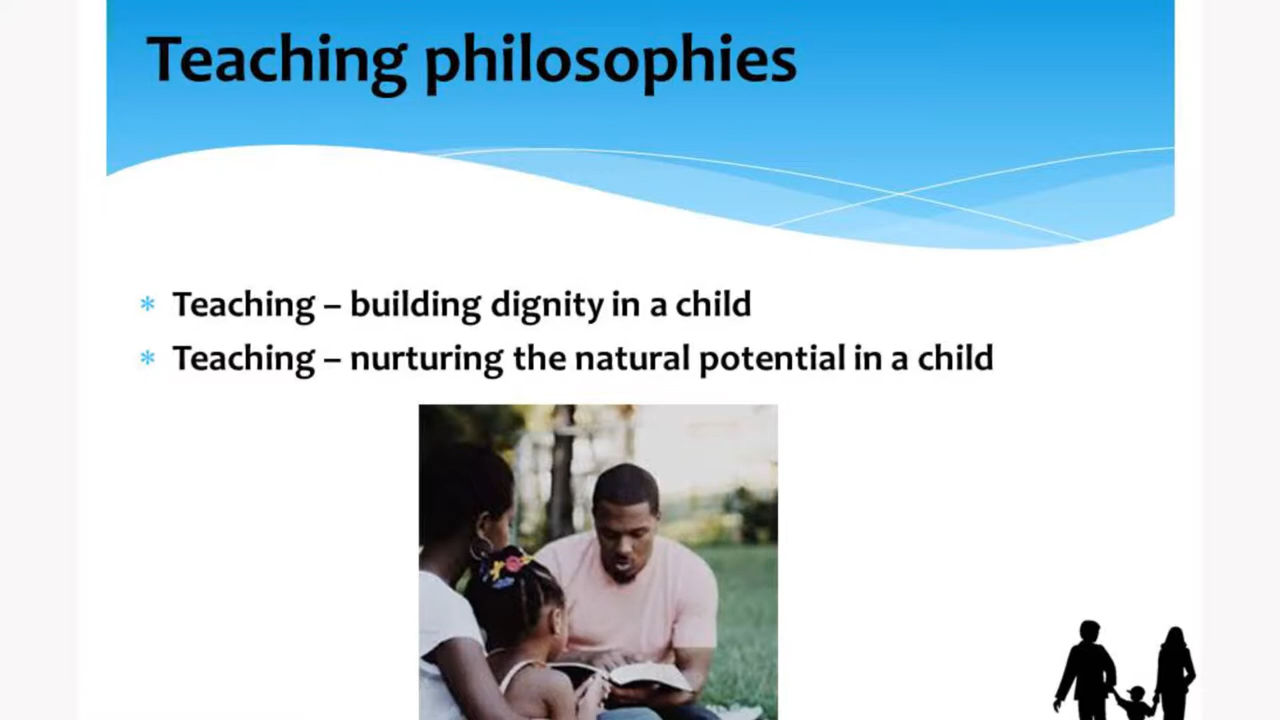 Teaching philosophies
* Teaching – building dignity in a child
* Teaching – nurturing the natural potential in a child